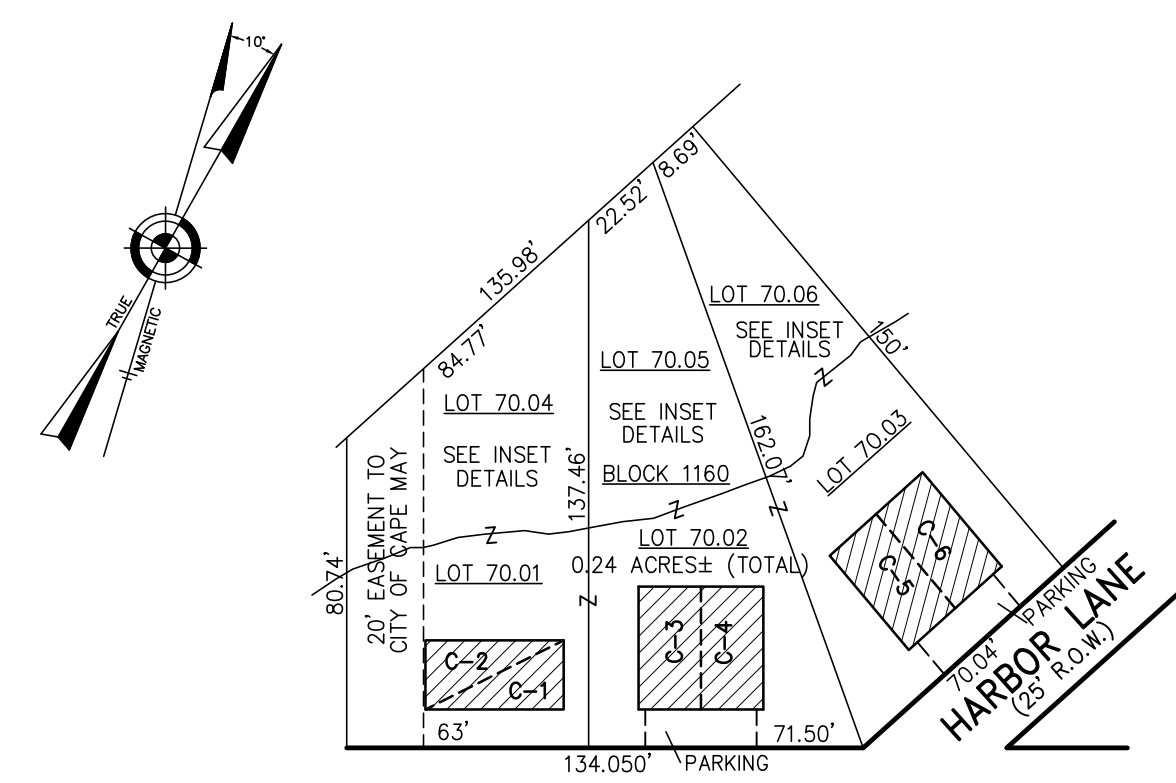 10°
TRUE
MAGNETIC
8.69'
22.52'
135.98'
84.77'
LOT 70.06
SEE INSET
DETAILS
150'
LOT 70.05
SEE INSET
DETAILS
LOT 70.04
SEE INSET
DETAILS
162.07'
LOT 70.03
BLOCK 1160
137.46'
20' EASEMENT TO
CITY OF CAPE MAY
80.74'
LOT 70.02
0.24 ACRES± (TOTAL)
LOT 70.01
Z
Z
Z
Z
Z
C-2
C-1
C-3
C-4
C-5
C-6
PARKING
70.04'
HARBOR LANE
(25' R.O.W.)
63'
71.50'
134.050'
PARKING